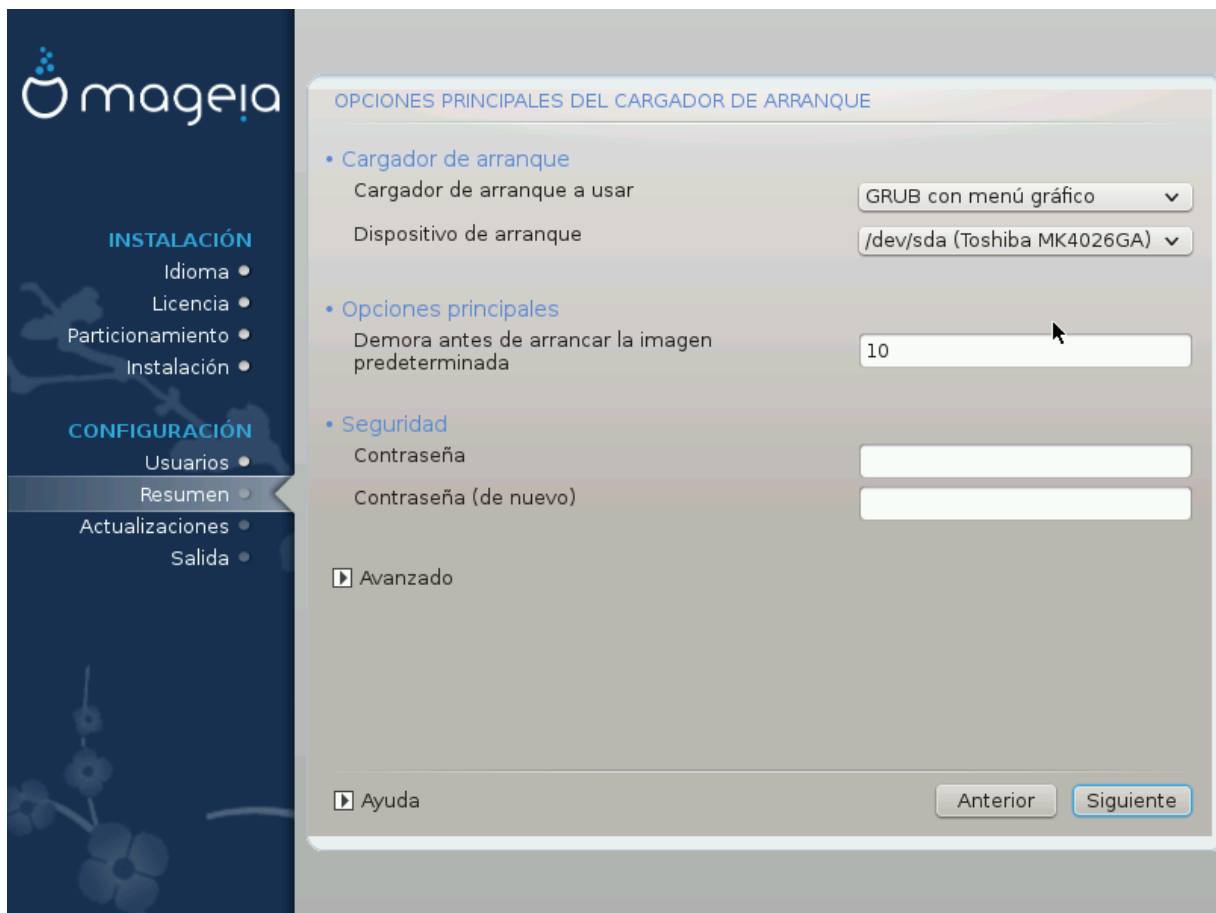 mageia
INSTALACIÓN
Idioma
Licencia
Particionamiento
Instalación
CONFIGURACIÓN
Usuarios
Resumen
Actualizaciones
Salida
OPCIONES PRINCIPALES DEL CARGADOR DE ARRANQUE
• Cargador de arranque
Cargador de arranque a usar
GRUB con menú gráfico
Dispositivo de arranque
/dev/sda (Toshiba MK4026GA)
• Opciones principales
Demora antes de arrancar la imagen
predeterminada
10
• Seguridad
Contraseña
Contraseña (de nuevo)
Avanzado
Ayuda
Anterior
Siguiente